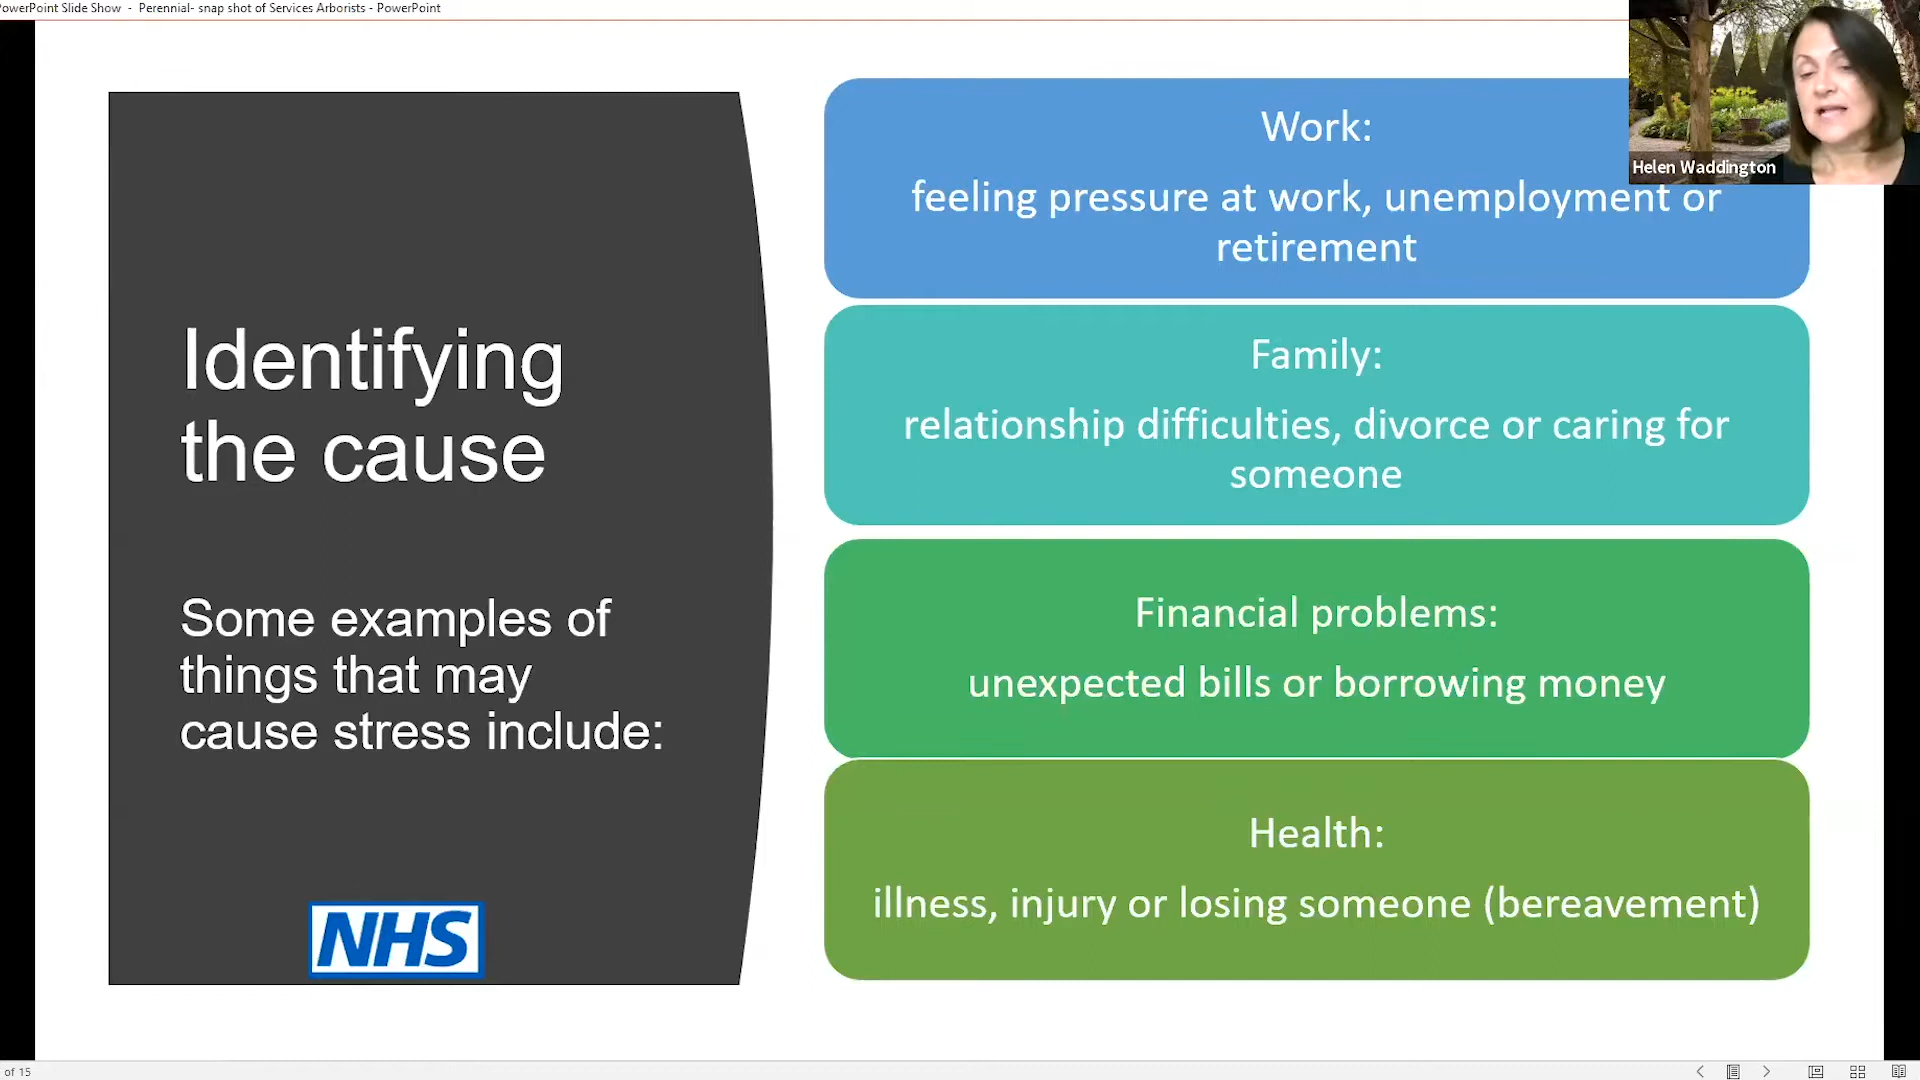 PowerPoint Slide Show - Perennial- snap shot of Services Arborists - PowerPoint
Helen Waddington
Identifying
the cause
Some examples of
things that may
cause stress include:
NHS
Work:
feeling pressure at work, unemployment or
retirement
Family:
relationship difficulties, divorce or caring for
someone
Financial problems:
unexpected bills or borrowing money
Health:
illness, injury or losing someone (bereavement)
of 15